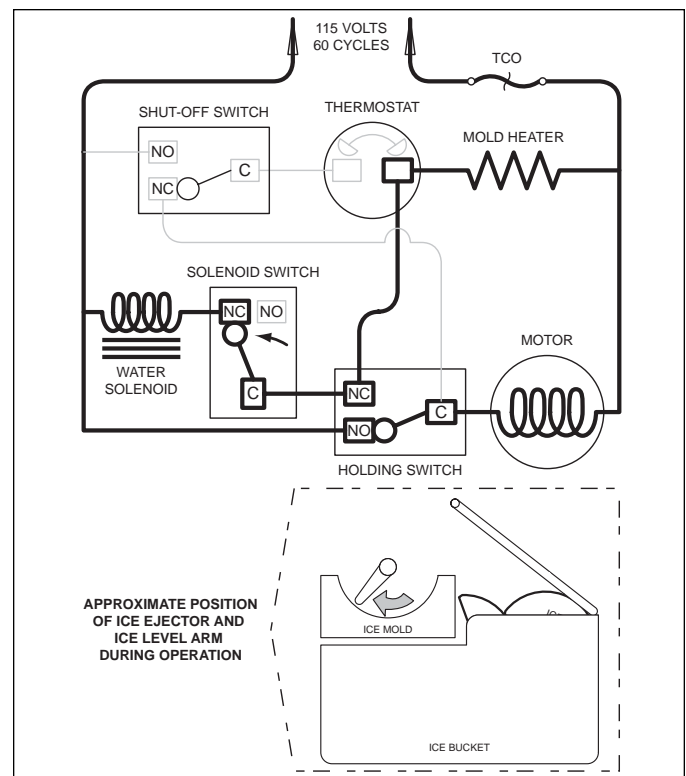 115 VOLTS
60 CYCLES
TCO
SHUT-OFF SWITCH
THERMOSTAT
MOLD HEATER
NO
NC
C
SOLENOID SWITCH
NC
NO
MOTOR
WATER
SOLENOID
C
NC
C
NO
HOLDING SWITCH
APPROXIMATE POSITION
OF ICE EJECTOR AND
ICE LEVEL ARM
DURING OPERATION
ICE MOLD
ICE BUCKET